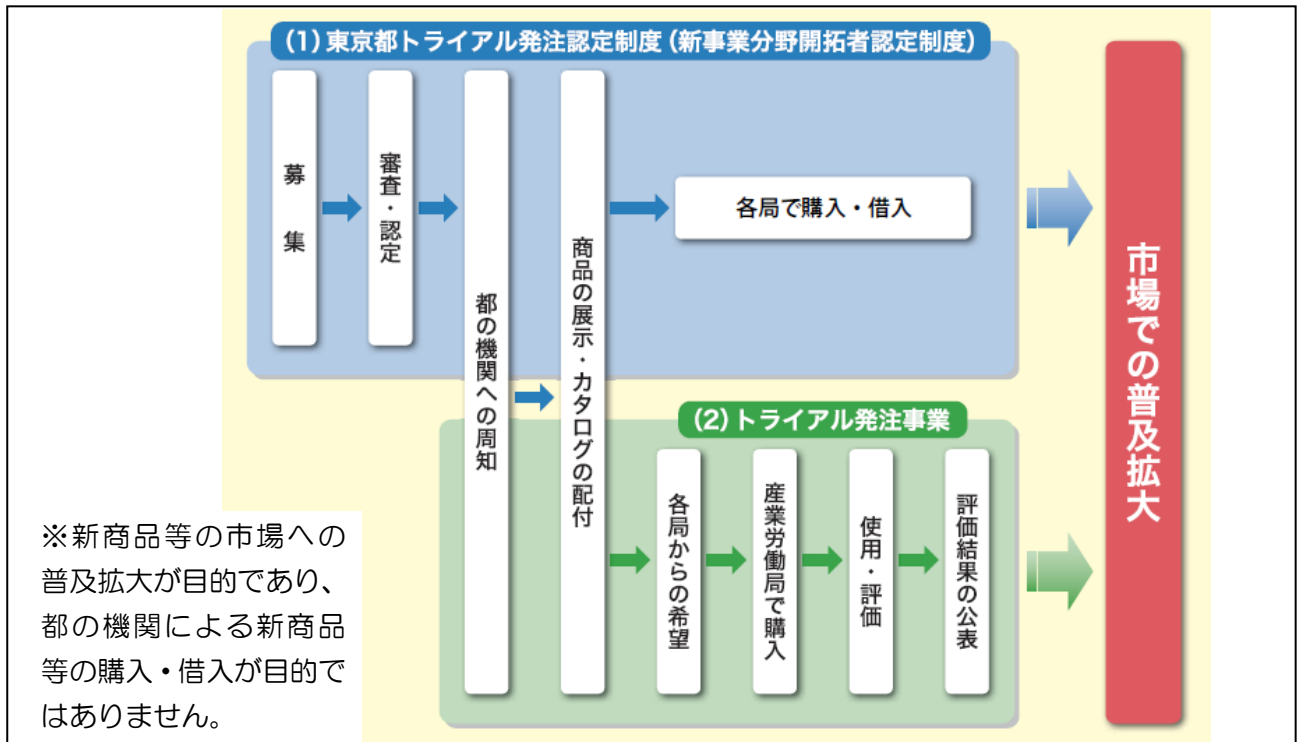 (1)東京都トライアル発注認定制度(新事業分野開拓者認定制度)
募集
審査・認定
都の機関への周知
商品の展示・カタログの配付
各局で購入・借入
(2)トライアル発注事業
各局からの希望
産業労働局で購入
使用・評価
評価結果の公表
市場での普及拡大
※新商品等の市場への
普及拡大が目的であり、
都の機関による新商品
等の購入・借入が目的で
はありません。